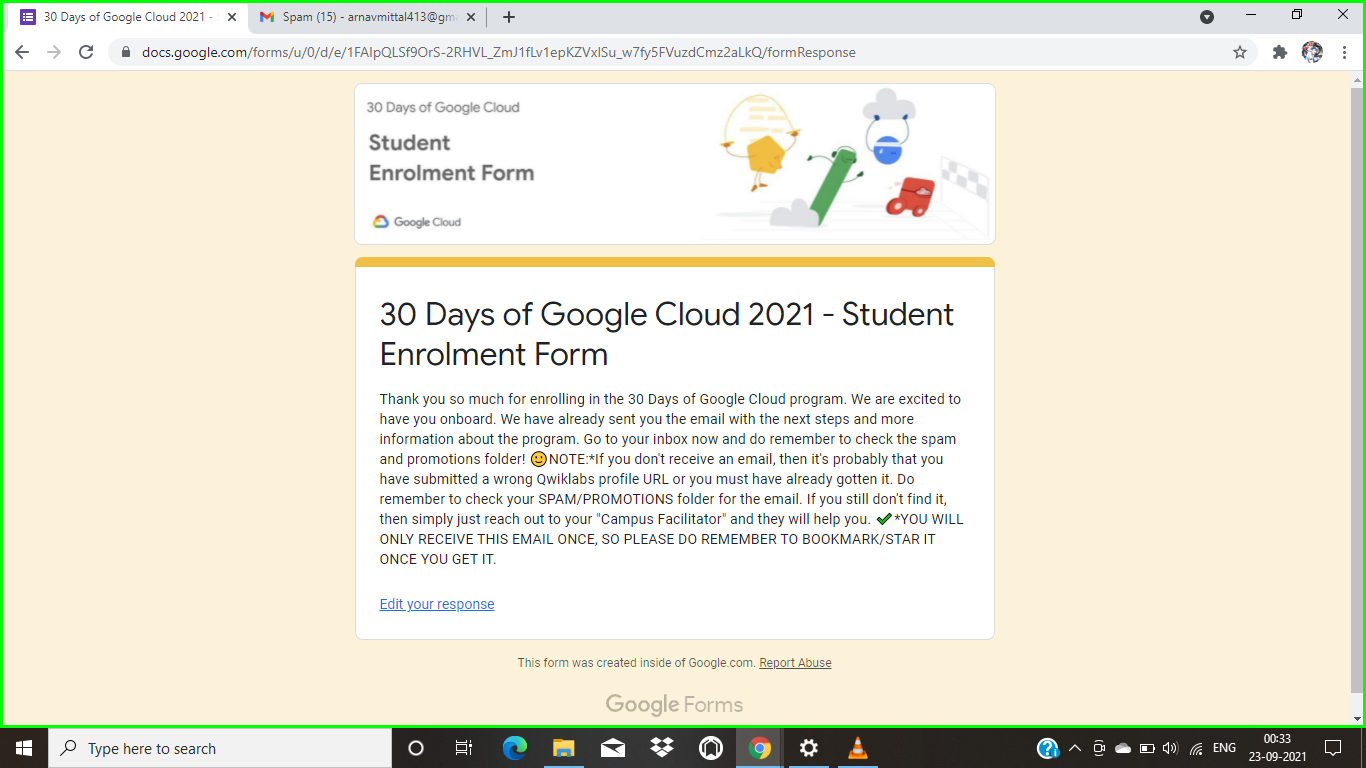 30 Days of Google Cloud 2021 -
Spam (15) - arnavmittal413@gma
docs.google.com/forms/u/0/d/e/1FAIpQLSf9OrS-2RHVL_ZmJ1fLv1epKZVxlSu_w7fy5FVuzdCmz2aLkQ/formResponse
30 Days of Google Cloud
Student
Enrolment Form
Google Cloud
30 Days of Google Cloud 2021 - Student
Enrolment Form
Thank you so much for enrolling in the 30 Days of Google Cloud program. We are excited to
have you onboard. We have already sent you the email with the next steps and more
information about the program. Go to your inbox now and do remember to check the spam
and promotions folder! 🙂NOTE:*If you don't receive an email, then it's probably that you
have submitted a wrong Qwiklabs profile URL or you must have already gotten it. Do
remember to check your SPAM/PROMOTIONS folder for the email. If you still don't find it,
then simply just reach out to your "Campus Facilitator" and they will help you. ✔*YOU WILL
ONLY RECEIVE THIS EMAIL ONCE, SO PLEASE DO REMEMBER TO BOOKMARK/STAR IT
ONCE YOU GET IT.
Edit your response
This form was created inside of Google.com. Report Abuse
Google Forms
Type here to search
ENG
00:33
23-09-2021